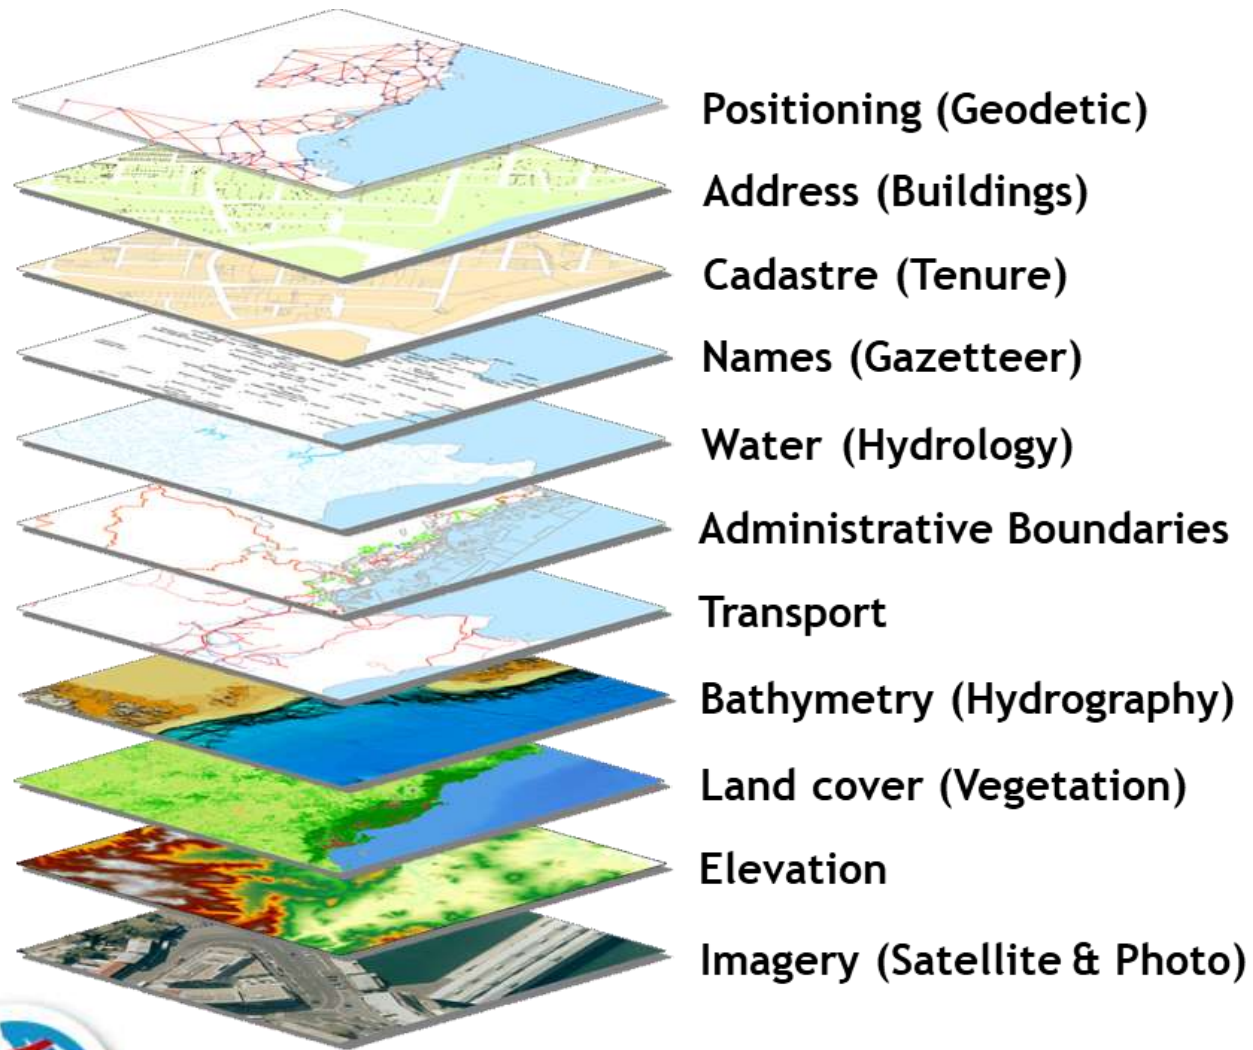 Positioning (Geodetic)
Address (Buildings)
Cadastre (Tenure)
Names (Gazetteer)
Water (Hydrology)
Administrative Boundaries
Transport
Bathymetry (Hydrography)
Land cover (Vegetation)
Elevation
Imagery (Satellite & Photo)